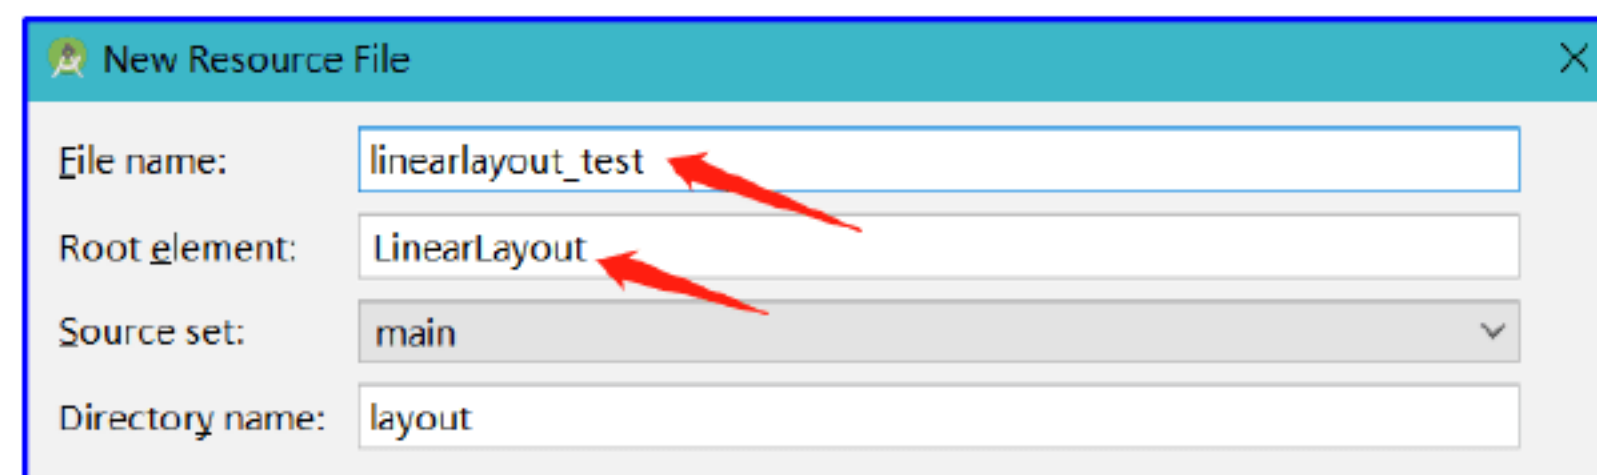 New Resource File
File name: linearlayout_test
Root element: LinearLayout
Source set: main
Directory name: layout